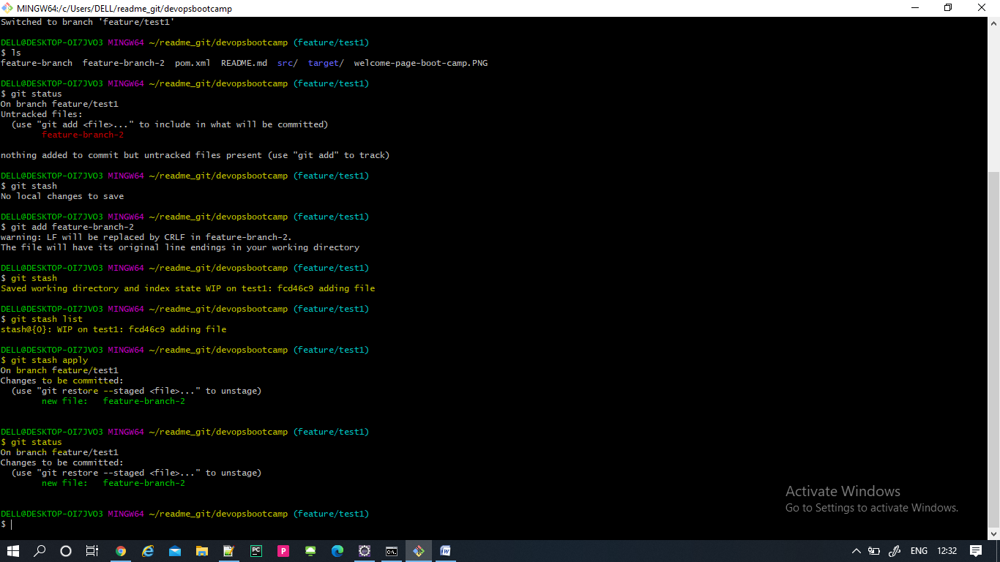 MINGW64:/c/Users/DELL/readme_git/devopsbootcamp
Switched to branch 'feature/test1'
DELL@DESKTOP-OI7JVO3 MINGW64 ~/readme_git/devopsbootcamp (feature/test1)
$ ls
feature-branch  feature-branch-2  pom.xml  README.md  src/  target/  welcome-page-boot-camp.PNG
DELL@DESKTOP-OI7JVO3 MINGW64 ~/readme_git/devopsbootcamp (feature/test1)
$ git status
On branch feature/test1
Untracked files:
  (use "git add <file>..." to include in what will be committed)
        feature-branch-2
nothing added to commit but untracked files present (use "git add" to track)
DELL@DESKTOP-OI7JVO3 MINGW64 ~/readme_git/devopsbootcamp (feature/test1)
$ git stash
No local changes to save
DELL@DESKTOP-OI7JVO3 MINGW64 ~/readme_git/devopsbootcamp (feature/test1)
$ git add feature-branch-2
warning: LF will be replaced by CRLF in feature-branch-2.
The file will have its original line endings in your working directory
DELL@DESKTOP-OI7JVO3 MINGW64 ~/readme_git/devopsbootcamp (feature/test1)
$ git stash
Saved working directory and index state WIP on test1: fcd46c9 adding file
DELL@DESKTOP-OI7JVO3 MINGW64 ~/readme_git/devopsbootcamp (feature/test1)
$ git stash list
stash@{0}: WIP on test1: fcd46c9 adding file
DELL@DESKTOP-OI7JVO3 MINGW64 ~/readme_git/devopsbootcamp (feature/test1)
$ git stash apply
On branch feature/test1
Changes to be committed:
  (use "git restore --staged <file>..." to unstage)
        new file:   feature-branch-2
DELL@DESKTOP-OI7JVO3 MINGW64 ~/readme_git/devopsbootcamp (feature/test1)
$ git status
On branch feature/test1
Changes to be committed:
  (use "git restore --staged <file>..." to unstage)
        new file:   feature-branch-2
DELL@DESKTOP-OI7JVO3 MINGW64 ~/readme_git/devopsbootcamp (feature/test1)
$
Activate Windows
Go to Settings to activate Windows.
ENG 12:32